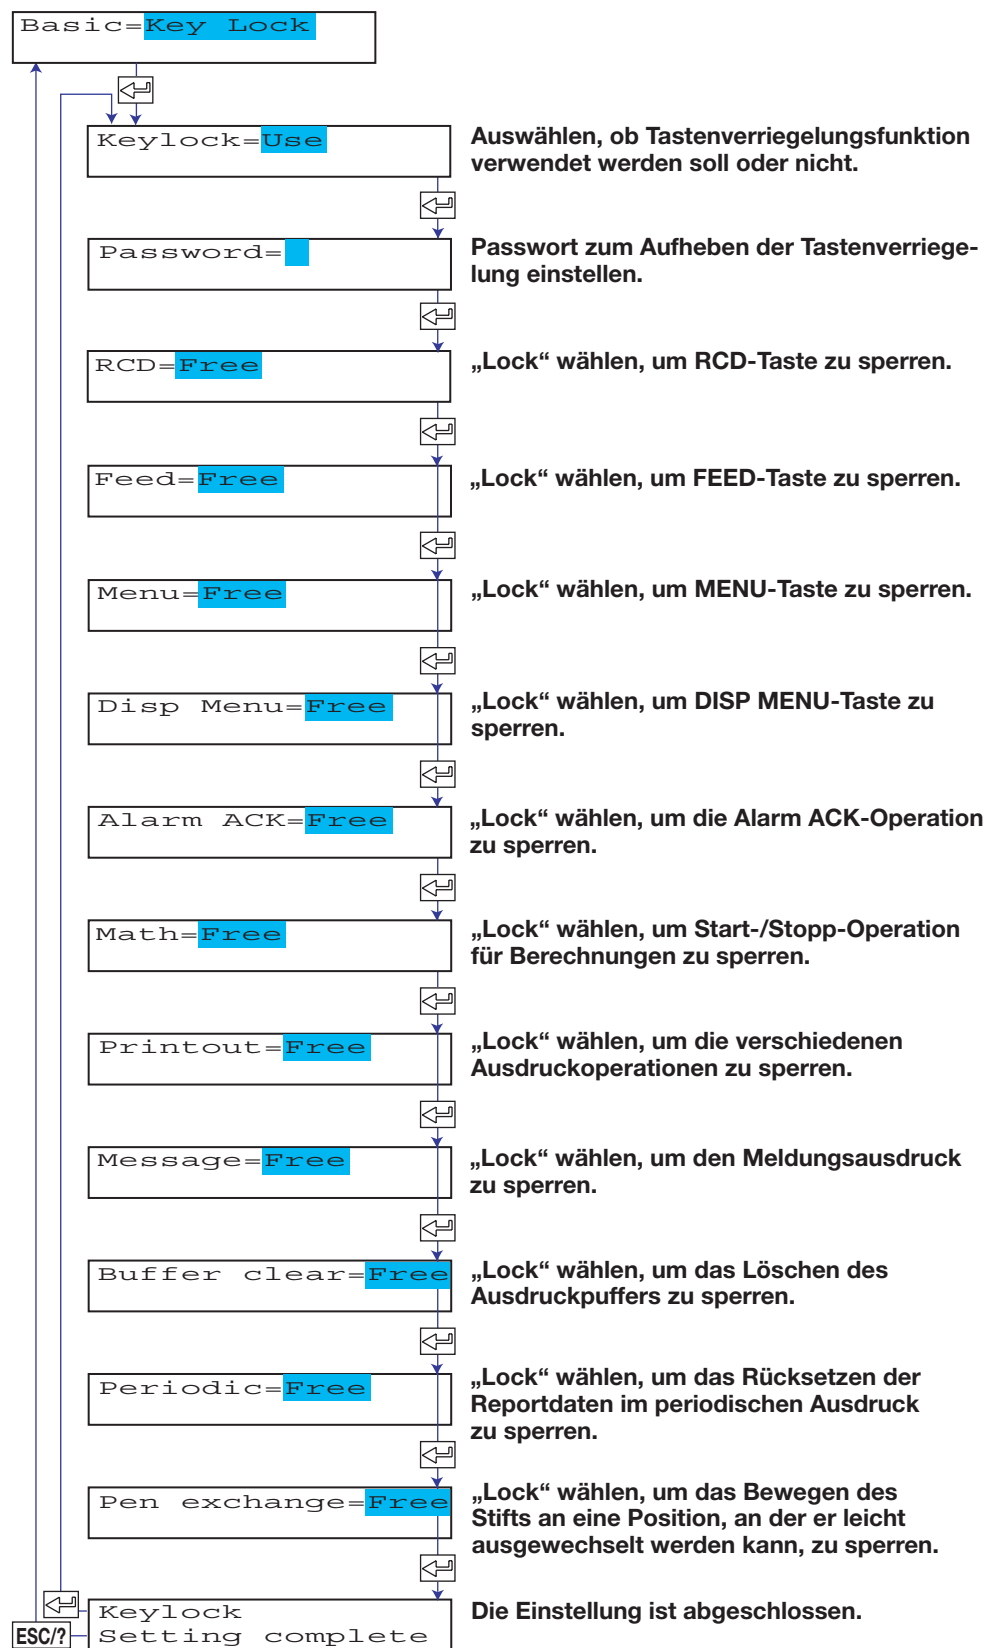 Basic=Key Lock
Keylock=Use
Auswählen, ob Tastenverriegelungsfunktion
verwendet werden soll oder nicht.
Password=
Passwort zum Aufheben der Tastenverriege-
lung einstellen.
RCD=Free
„Lock“ wählen, um RCD-Taste zu sperren.
Feed=Free
„Lock“ wählen, um FEED-Taste zu sperren.
Menu=Free
„Lock“ wählen, um MENU-Taste zu sperren.
Disp Menu=Free
„Lock“ wählen, um DISP MENU-Taste zu
sperren.
Alarm ACK=Free
„Lock“ wählen, um die Alarm ACK-Operation
zu sperren.
Math=Free
„Lock“ wählen, um Start-/Stopp-Operation
für Berechnungen zu sperren.
Printout=Free
„Lock“ wählen, um die verschiedenen
Ausdruckoperationen zu sperren.
Message=Free
„Lock“ wählen, um den Meldungsausdruck
zu sperren.
Buffer clear=Free
„Lock“ wählen, um das Löschen des
Ausdruckpuffers zu sperren.
Periodic=Free
„Lock“ wählen, um das Rücksetzen der
Reportdaten im periodischen Ausdruck
zu sperren.
Pen exchange=Free
„Lock“ wählen, um das Bewegen des
Stifts an eine Position, an der er leicht
ausgewechselt werden kann, zu sperren.
Keylock
Setting complete
Die Einstellung ist abgeschlossen.
ESC/?